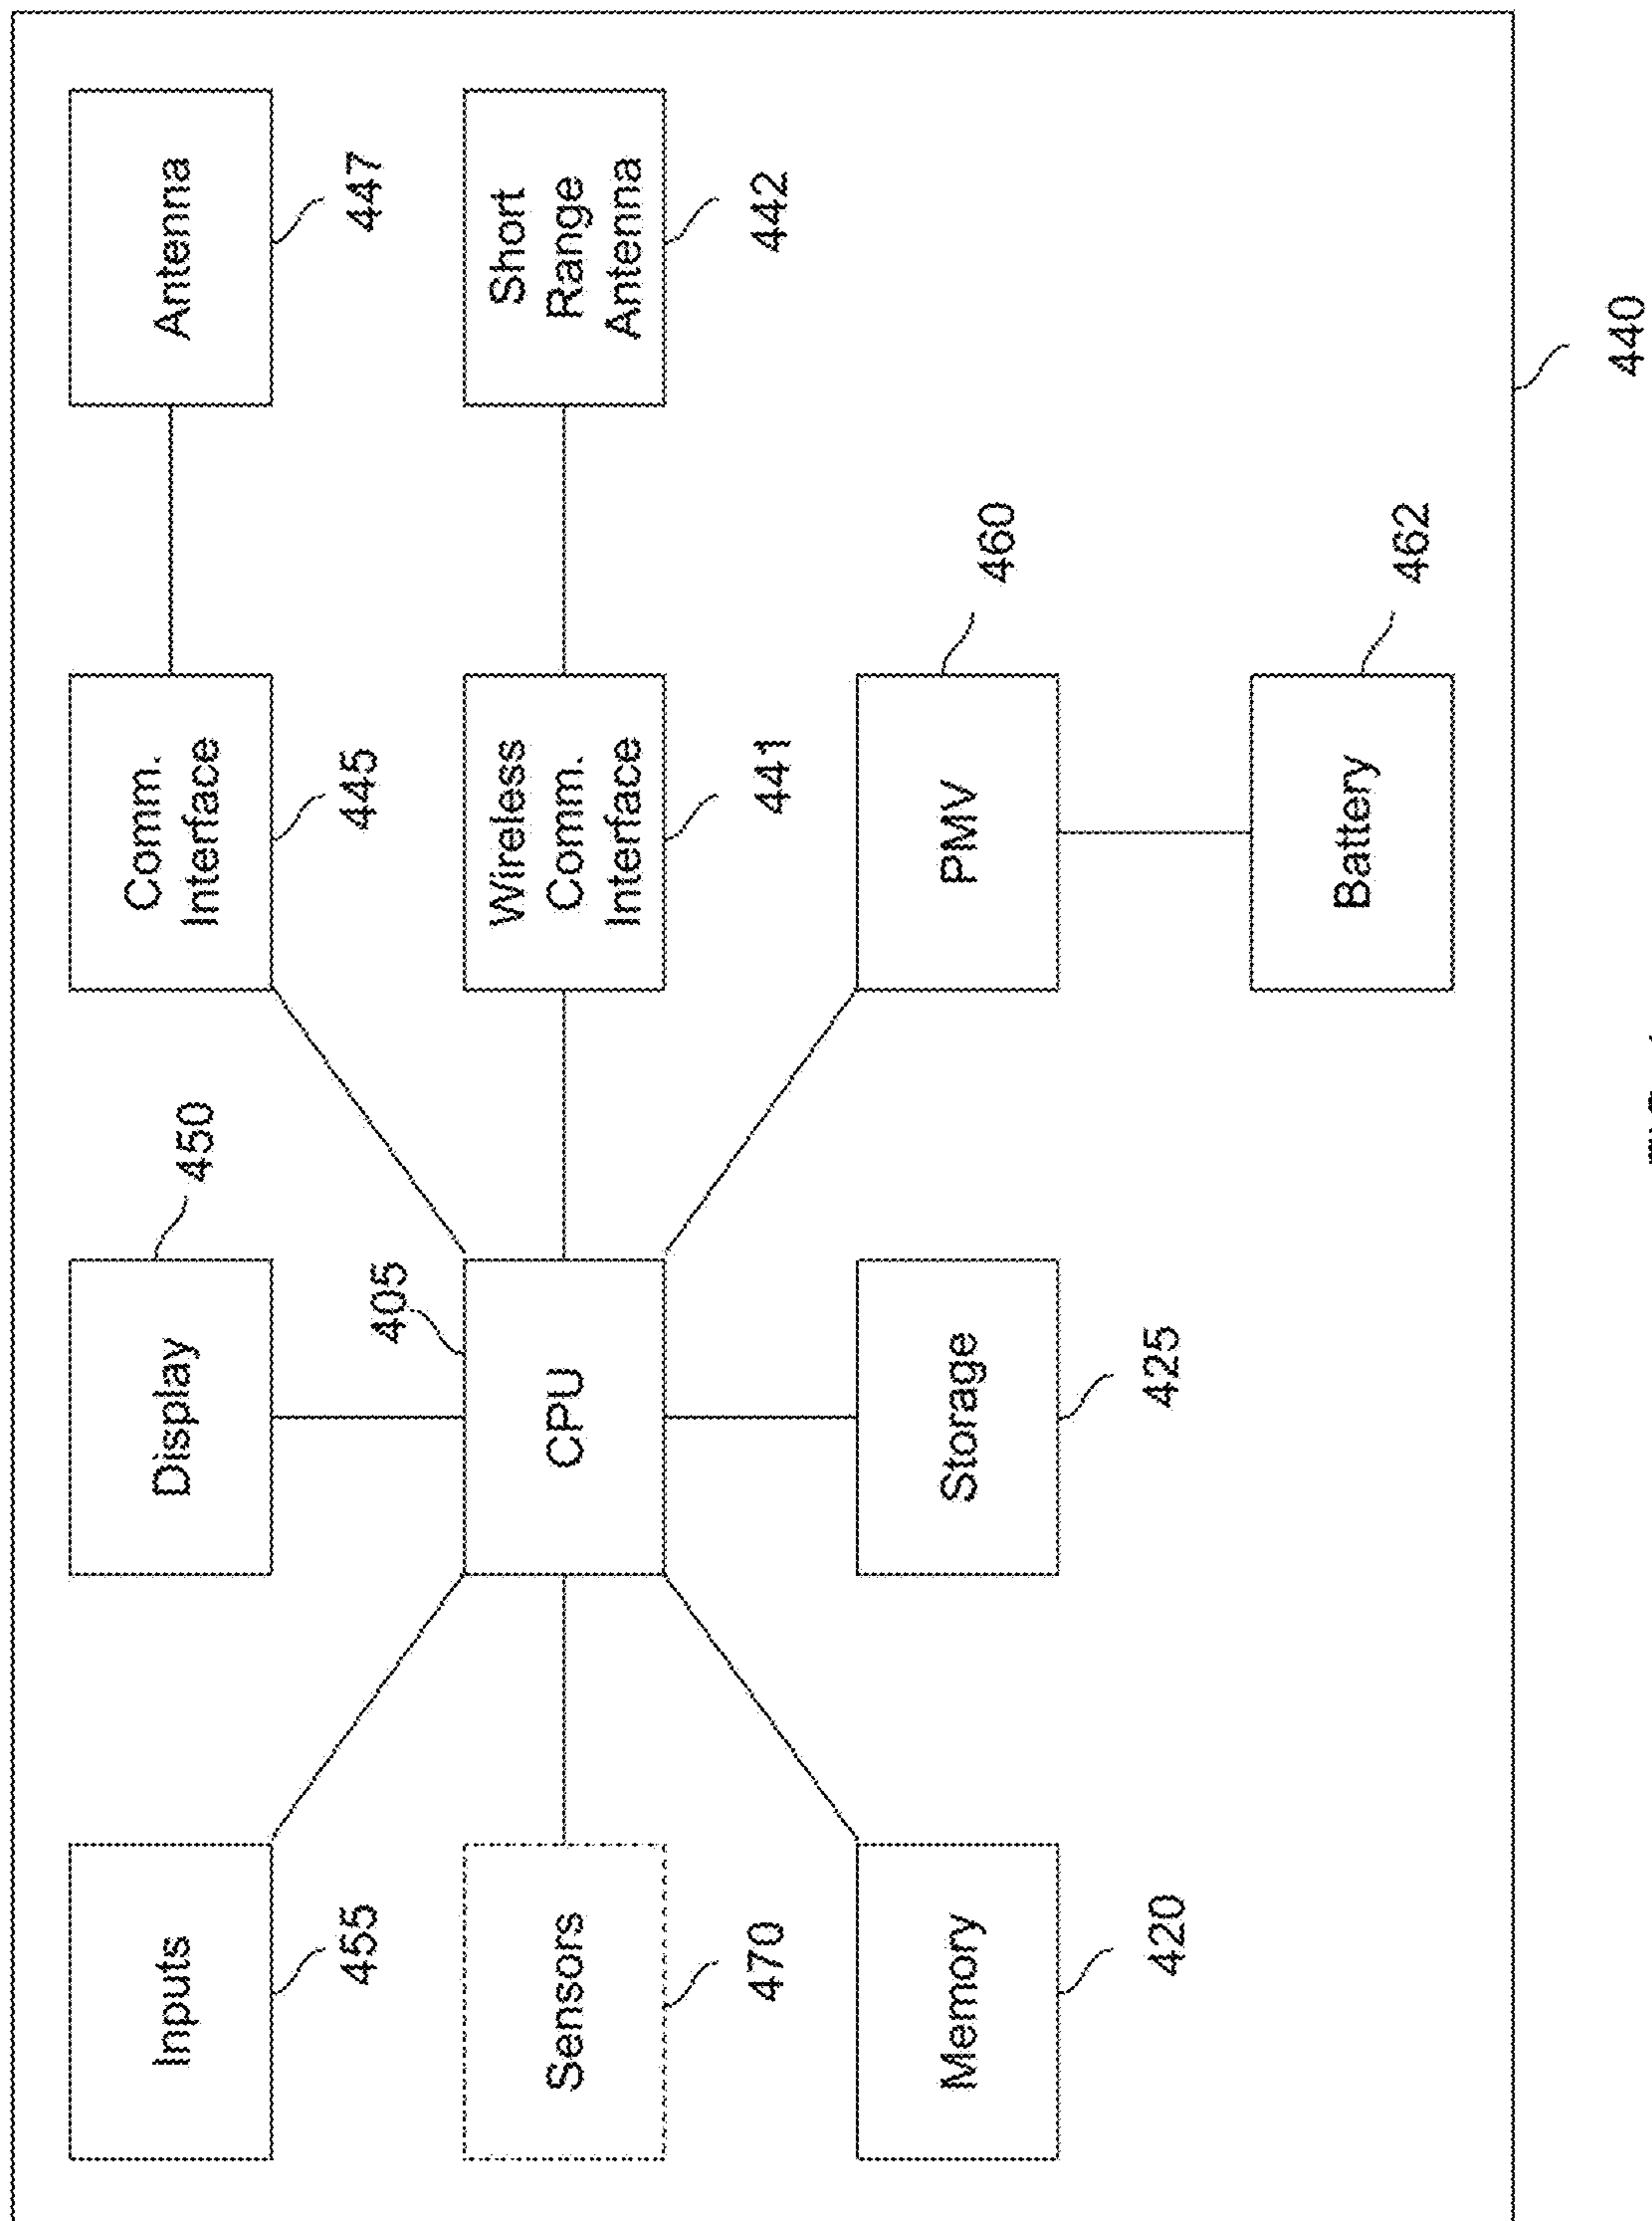 Inputs
455
Display
450
Comm.
Interface
445
Antenna
447
Sensors
470
CPU
405
Wireless
Comm.
Interface
441
Short
Range
Antenna
442
Memory
420
Storage
425
PMV
460
Battery
462
440